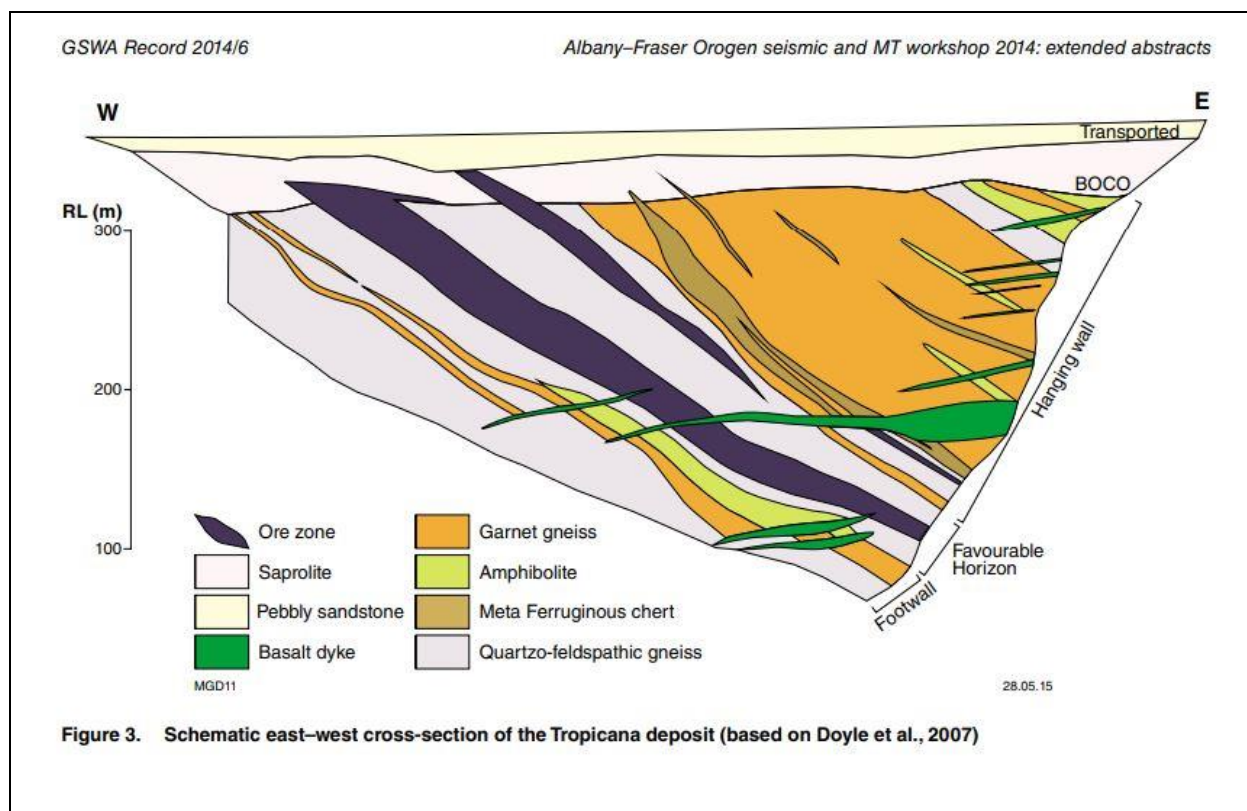 GSWA Record 2014/6
Albany–Fraser Orogen seismic and MT workshop 2014: extended abstracts
W
E
Transported
BOCO
RL (m)
300
200
100
Hanging wall
Favourable
Horizon
Footwall
Ore zone
Saprolite
Pebbly sandstone
Basalt dyke
Garnet gneiss
Amphibolite
Meta Ferruginous chert
Quartzo-feldspathic gneiss
MGD11
28.05.15
Figure 3. Schematic east–west cross-section of the Tropicana deposit (based on Doyle et al., 2007)